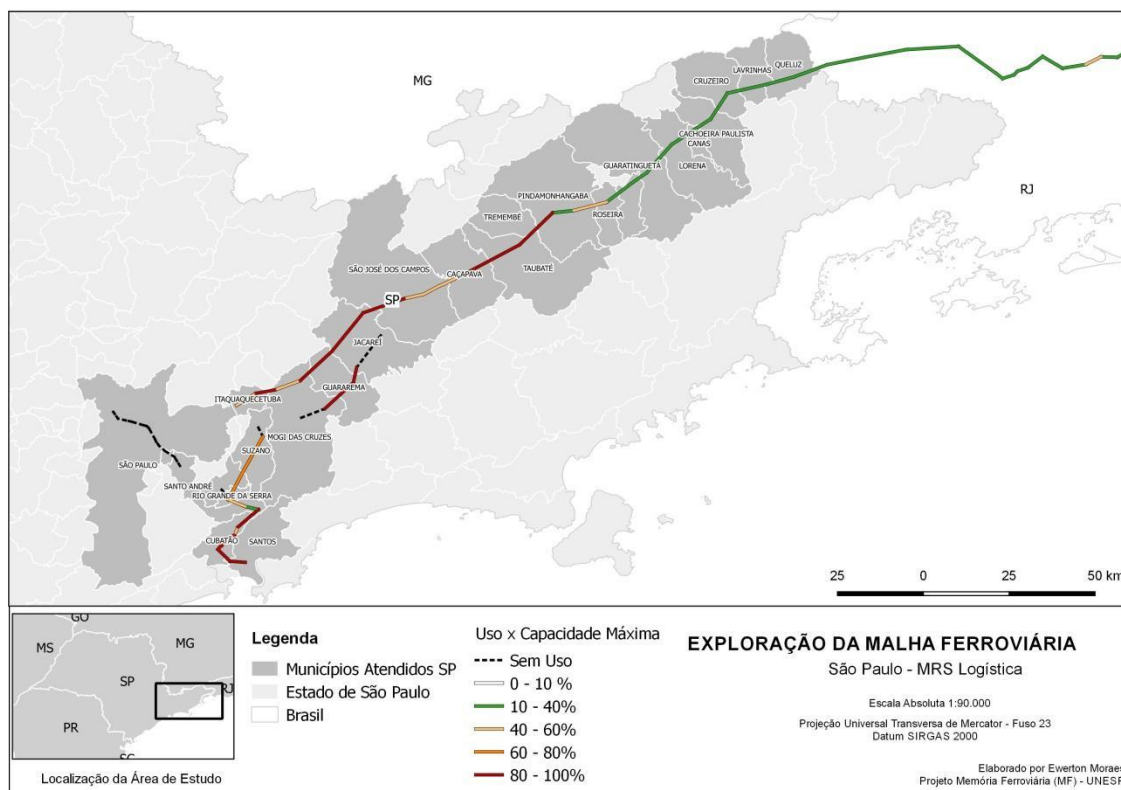 MG
QUELUZ
LAVRINHAS
CRUZEIRO
CACHOEIRA PAULISTA
CANAS
GUARATINGUETÁ
LORENA
RJ
PINDAMONHANGABA
TREMEMBÉ
ROSEIRA
SÃO JOSÉ DOS CAMPOS
CAÇAPAVA
TAUBATÉ
SP
JACAREÍ
GUARAREMA
ITAQUAQUECETUBA
MOGI DAS CRUZES
SUZANO
SÃO PAULO
SANTO ANDRÉ
RIO GRANDE DA SERRA
CUBATÃO
SANTOS
25 0 25 50 km
GO
MS
MG
SP
RJ
PR
SC
Localização da Área de Estudo
Legenda
Municípios Atendidos SP
Estado de São Paulo
Brasil
Uso x Capacidade Máxima
Sem Uso
0 - 10 %
10 - 40%
40 - 60%
60 - 80%
80 - 100%
EXPLORAÇÃO DA MALHA FERROVIÁRIA
São Paulo - MRS Logística
Escala Absoluta 1:90.000
Projeção Universal Transversa de Mercator - Fuso 23
Datum SIRGAS 2000
Elaborado por Ewerton Moraes
Projeto Memória Ferroviária (MF) - UNESP